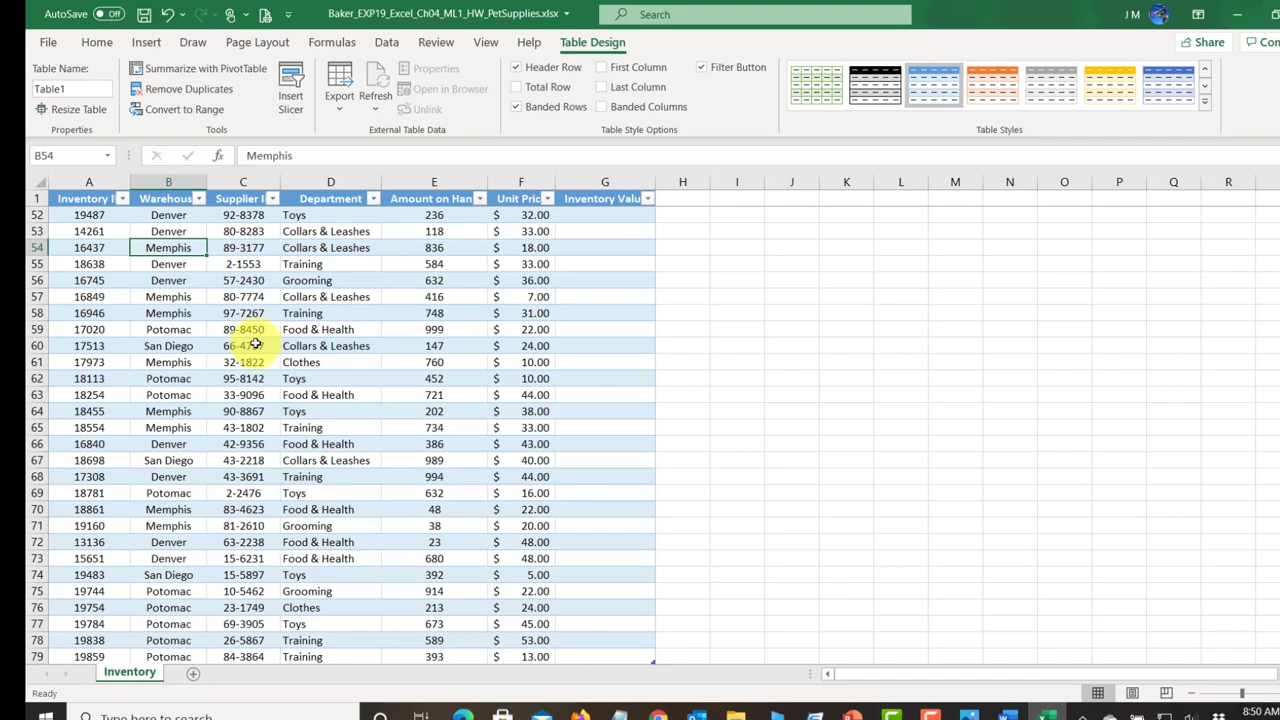 AutoSave Off Baker_EXP19_Excel_Ch04_ML1_HW_PetSupplies.xlsx Search J M
File Home Insert Draw Page Layout Formulas Data Review View Help Table Design Share
Table Name: Summarize with PivotTable Properties Header Row First Column Filter Button
Table1 Remove Duplicates Insert Slicer Export Refresh Open in Browser Total Row Last Column
Resize Table Convert to Range Unlink Banded Rows Banded Columns
Properties Tools External Table Data Table Style Options Table Styles
B54 fx Memphis
A B C D E F G H I J K L M N O P Q R
1 Inventory Warehous Supplier Department Amount on Han Unit Pric Inventory Valu
52 19487 Denver 92-8378 Toys 236 $ 32.00
53 14261 Denver 80-8283 Collars & Leashes 118 $ 33.00
54 16437 Memphis 89-3177 Collars & Leashes 836 $ 18.00
55 18638 Denver 2-1553 Training 584 $ 33.00
56 16745 Denver 57-2430 Grooming 632 $ 36.00
57 16849 Memphis 80-7774 Collars & Leashes 416 $ 7.00
58 16946 Memphis 97-7267 Training 748 $ 31.00
59 17020 Potomac 89-8450 Food & Health 999 $ 22.00
60 17513 San Diego Collars & Leashes 147 $ 24.00
61 17973 Memphis 32-1822 Clothes 760 $ 10.00
62 18113 Potomac 95-8142 Toys 452 $ 10.00
63 18254 Potomac 33-9096 Food & Health 721 $ 44.00
64 18455 Memphis 90-8867 Toys 202 $ 38.00
65 18554 Memphis 43-1802 Training 734 $ 33.00
66 16840 Denver 42-9356 Food & Health 386 $ 43.00
67 18698 San Diego 43-2218 Collars & Leashes 989 $ 40.00
68 17308 Denver 43-3691 Training 994 $ 44.00
69 18781 Potomac 2-2476 Toys 632 $ 16.00
70 18861 Memphis 83-4623 Food & Health 48 $ 22.00
71 19160 Memphis 81-2610 Grooming 38 $ 20.00
72 13136 Denver 63-2238 Food & Health 23 $ 48.00
73 15651 Denver 15-6231 Food & Health 680 $ 48.00
74 19483 San Diego 15-5897 Toys 392 $ 5.00
75 19744 Potomac 10-5462 Grooming 914 $ 22.00
76 19754 Potomac 23-1749 Clothes 213 $ 24.00
77 19784 Potomac 69-3905 Toys 673 $ 45.00
78 19838 Potomac 26-5867 Training 589 $ 53.00
79 19859 Potomac 84-3864 Training 393 $ 13.00
Inventory
Ready
Type here to search 8:50 AM